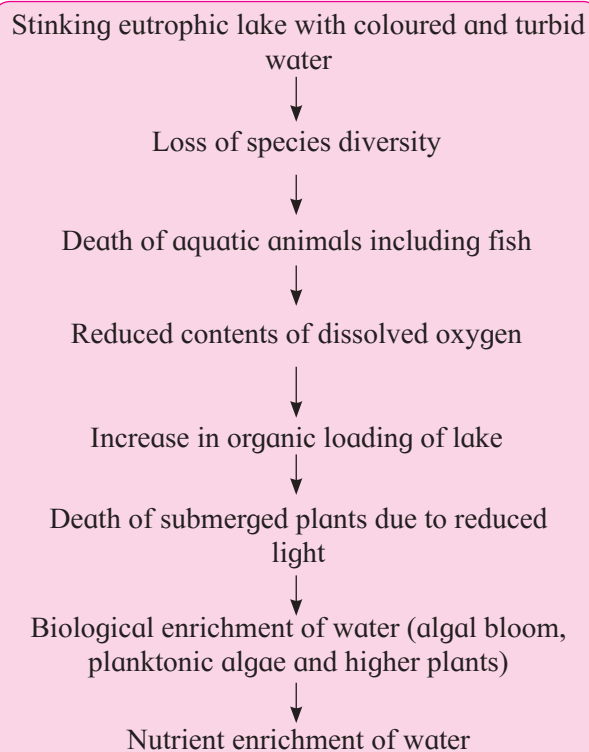 Stinking eutrophic lake with coloured and turbid
water
Loss of species diversity
Death of aquatic animals including fish
Reduced contents of dissolved oxygen
Increase in organic loading of lake
Death of submerged plants due to reduced
light
Biological enrichment of water (algal bloom,
planktonic algae and higher plants)
Nutrient enrichment of water